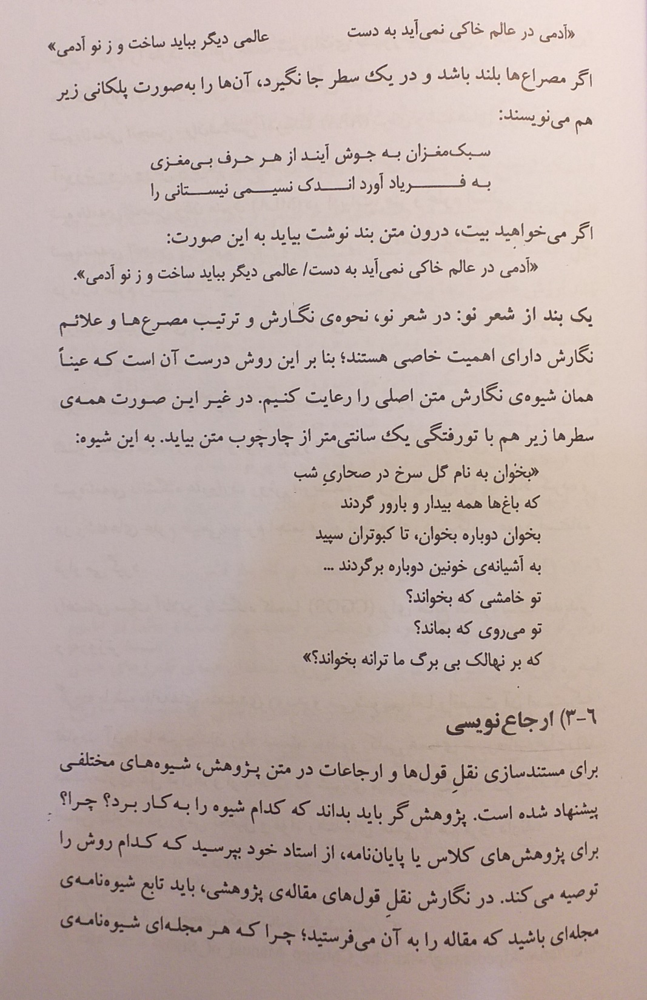 «آدمی در عالم خاکی نمی‌آید به دست عالمی دیگر بباید ساخت و ز نو آدمی»
اگر مصراع‌ها بلند باشد و در یک سطر جا نگیرد، آن‌ها را به‌صورت پلکانی زیر
هم می‌نویسند:
سبک‌مغزان به جوش آیند از هر حرف بی‌مغزی
به فریاد آورد اندک نسیمی نیستانی را
اگر می‌خواهید بیت، درون متن بند نوشت بیاید به این صورت:
«آدمی در عالم خاکی نمی‌آید به دست/ عالمی دیگر بباید ساخت و ز نو آدمی».
یک بند از شعر نو: در شعر نو، نحوه‌ی نگارش و ترتیب مصرع‌ها و علائم
نگارش دارای اهمیت خاصی هستند؛ بنا بر این روش درست آن است که عیناً
همان شیوه‌ی نگارش متن اصلی را رعایت کنیم. در غیر این صورت همه‌ی
سطرها زیر هم با تورفتگی یک سانتی‌متر از چارچوب متن بیاید. به این شیوه:
«بخوان به نام گل سرخ در صحاریِ شب
که باغ‌ها همه بیدار و بارور گردند
بخوان دوباره بخوان، تا کبوتران سپید
به آشیانه‌ی خونین دوباره برگردند ...
تو خامشی که بخواند؟
تو می‌روی که بماند؟
که بر نهالک بی برگ ما ترانه بخواند؟»
۳-۶) ارجاع‌نویسی
برای مستندسازی نقلِ قول‌ها و ارجاعات در متن پژوهش، شیوه‌های مختلفی
پیشنهاد شده است. پژوهش‌گر باید بداند که کدام شیوه را به‌کار برد؟ چرا؟
برای پژوهش‌های کلاس یا پایان‌نامه، از استاد خود بپرسید که کدام روش را
توصیه می‌کند. در نگارش نقلِ قول‌های مقاله‌ی پژوهشی، باید تابع شیوه‌نامه‌ی
مجله‌ای باشید که مقاله را به آن می‌فرستید؛ چرا که هر مجله‌ای شیوه‌نامه‌ی